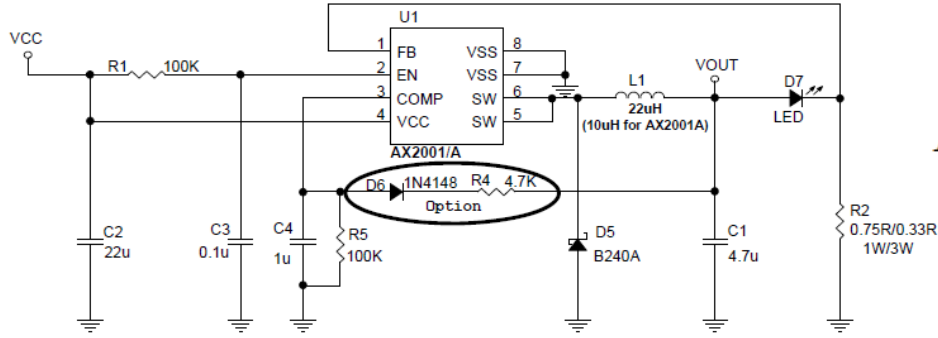 U1
VCC
R1
100K
1
FB
VSS
8
2
EN
VSS
7
3
COMP
SW
6
4
VCC
SW
5
AX2001/A
L1
22uH
(10uH for AX2001A)
VOUT
D7
LED
D6
1N4148
R4
4.7K
Option
C2
22u
C3
0.1u
C4
1u
R5
100K
D5
B240A
C1
4.7u
R2
0.75R/0.33R
1W/3W